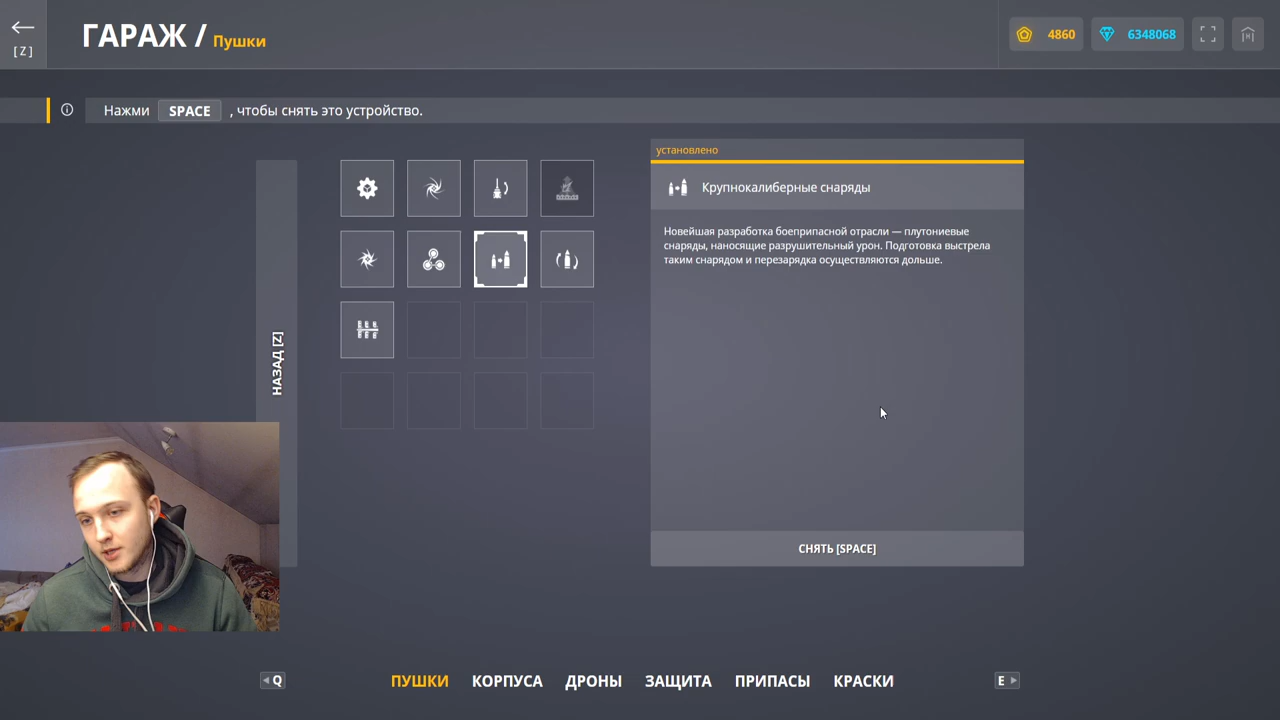 [Z]
ГАРАЖ / Пушки
4860
6348068
Нажми SPACE , чтобы снять это устройство.
установлено
Крупнокалиберные снаряды
Новейшая разработка боеприпасной отрасли — плутониевые
снаряды, наносящие разрушительный урон. Подготовка выстрела
таким снарядом и перезарядка осуществляются дольше.
НАЗАД [Z]
СНЯТЬ [SPACE]
Q
ПУШКИ
КОРПУСА
ДРОНЫ
ЗАЩИТА
ПРИПАСЫ
КРАСКИ
E